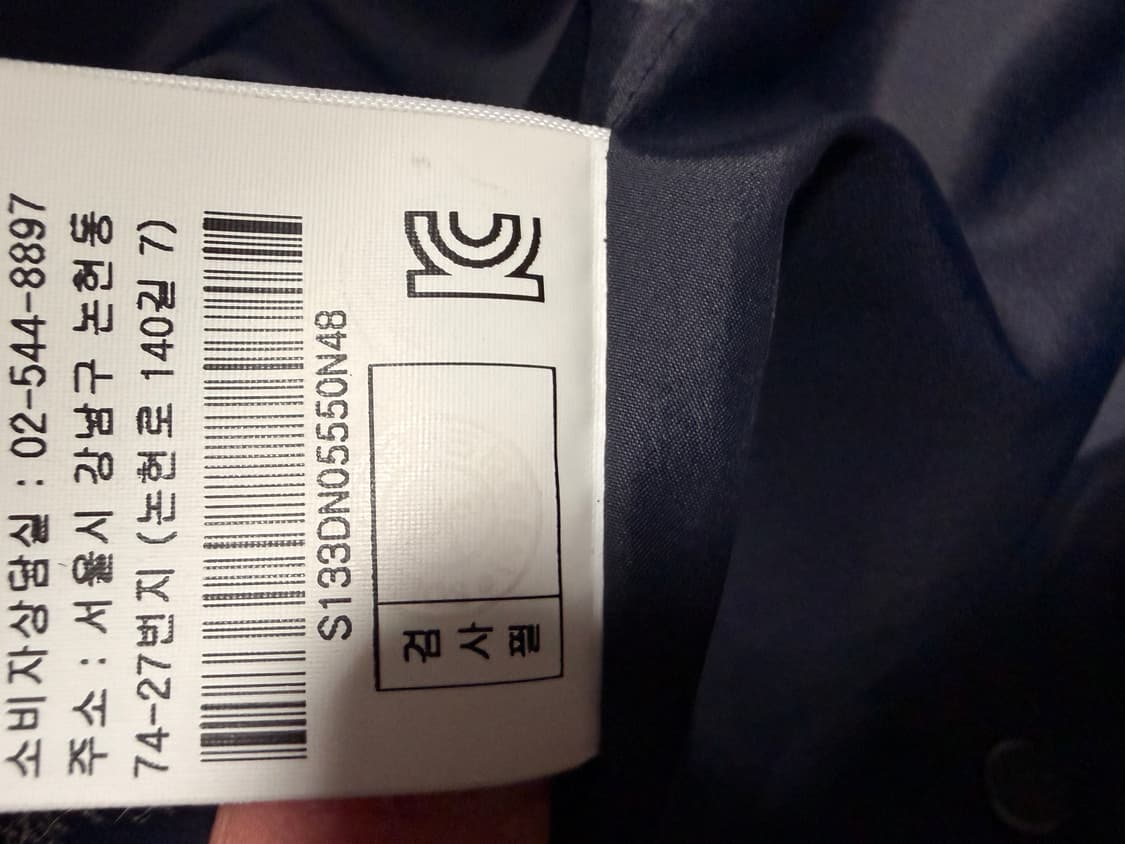 소비자상담실 : 02-544-8897
주소 : 서울시 강남구 논현동
74-27번지 (논현로 140길 7)
S133DN05550N48
검사필